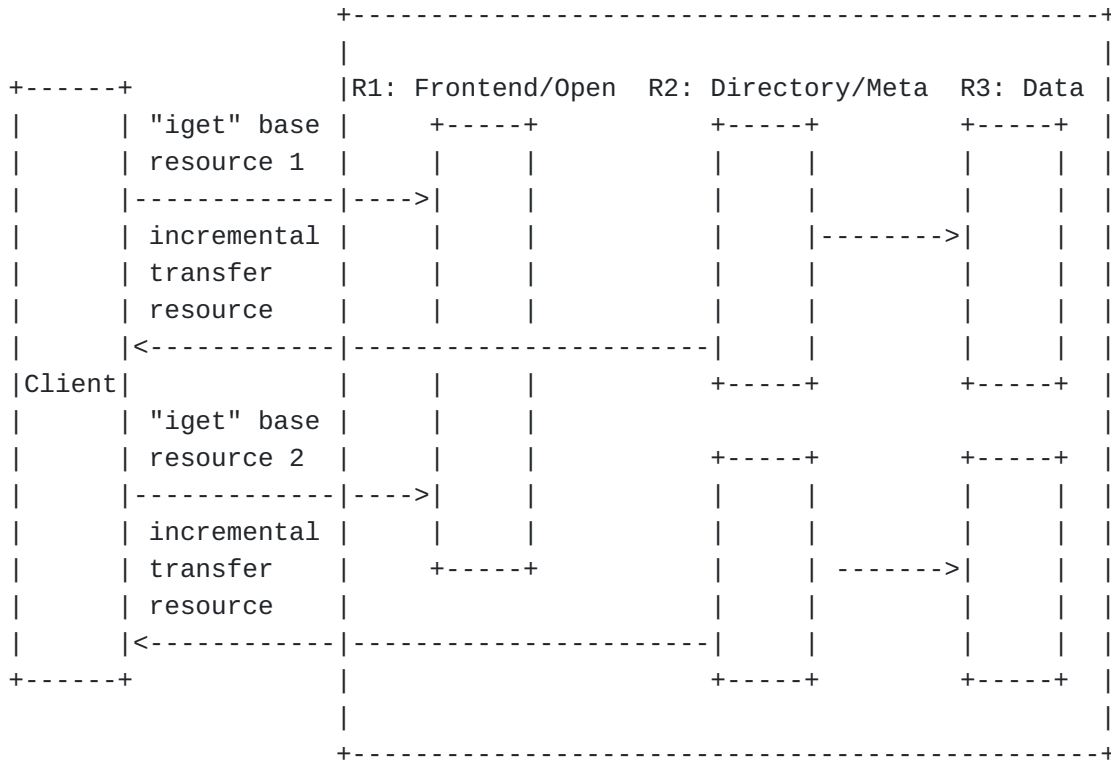 R1: Frontend/Open R2: Directory/Meta R3: Data
"iget" base
resource 1
incremental
transfer
resource
Client
"iget" base
resource 2
incremental
transfer
resource